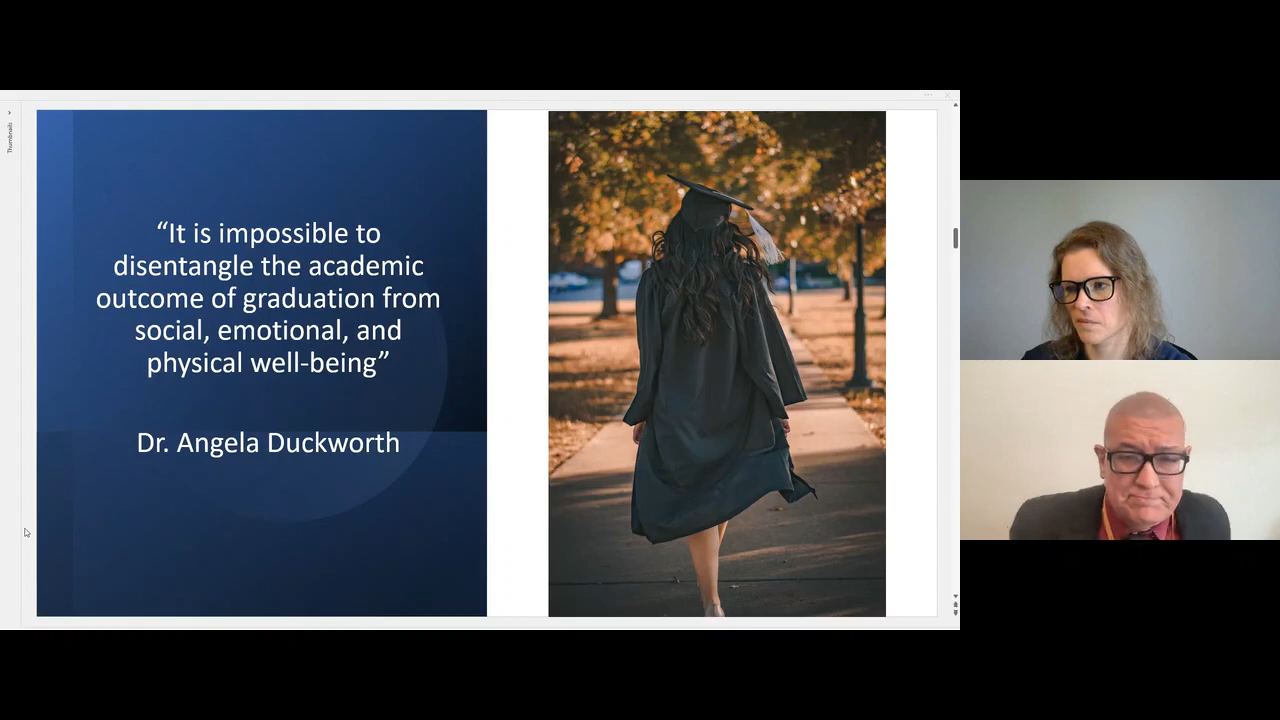 Thumbnails
“It is impossible to
disentangle the academic
outcome of graduation from
social, emotional, and
physical well-being”
Dr. Angela Duckworth